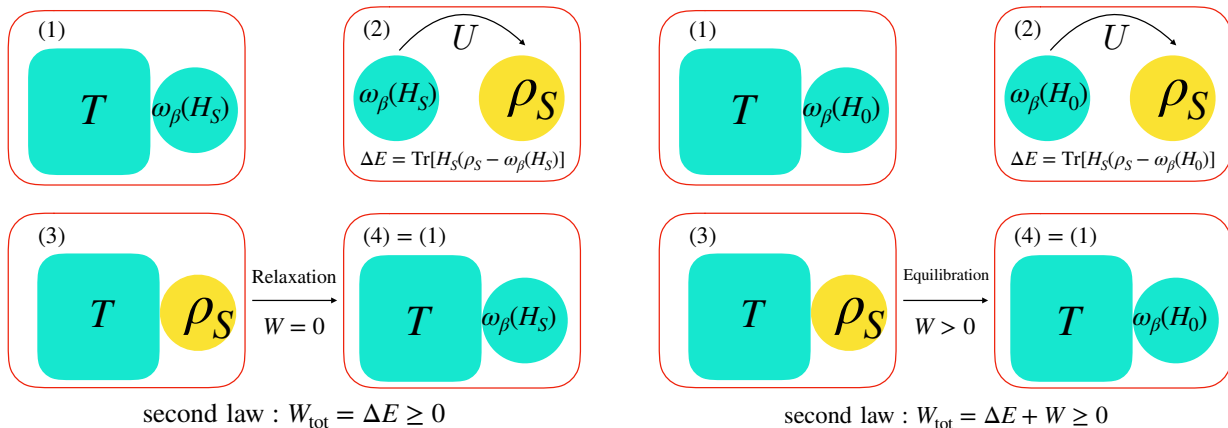 (1)
T
ω_β(H_S)
(2)
U
ω_β(H_S)
ρ_S
ΔE = Tr[H_S(ρ_S − ω_β(H_S)]
(3)
T
ρ_S
Relaxation
W = 0
(4) = (1)
T
ω_β(H_S)
second law : W_tot = ΔE ≥ 0
(1)
T
ω_β(H_0)
(2)
U
ω_β(H_0)
ρ_S
ΔE = Tr[H_S(ρ_S − ω_β(H_0)]
(3)
T
ρ_S
Equilibration
W > 0
(4) = (1)
T
ω_β(H_0)
second law : W_tot = ΔE + W ≥ 0